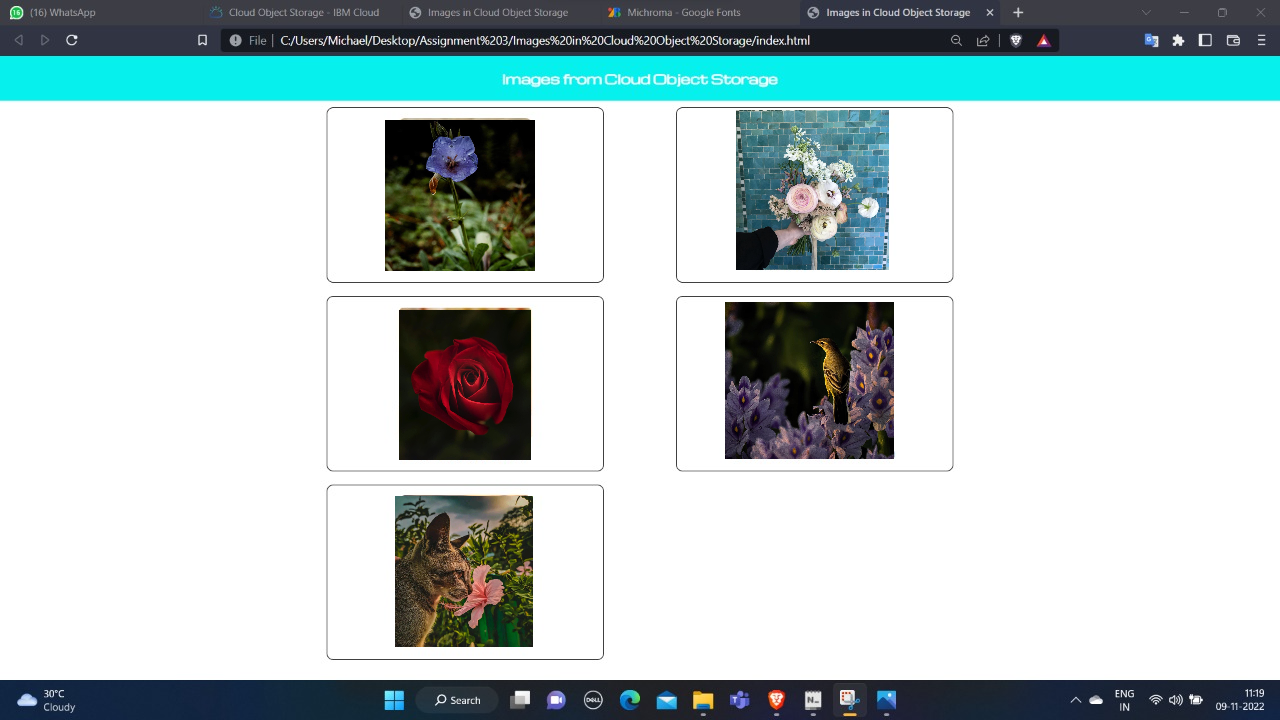 (16) WhatsApp
Cloud Object Storage - IBM Cloud
Images in Cloud Object Storage
Michroma - Google Fonts
Images in Cloud Object Storage
File
C:/Users/Michael/Desktop/Assignment%203/Images%20in%20Cloud%20Object%20Storage/index.html
Images from Cloud Object Storage
30°C
Cloudy
Search
DELL
ENG
IN
11:19
09-11-2022